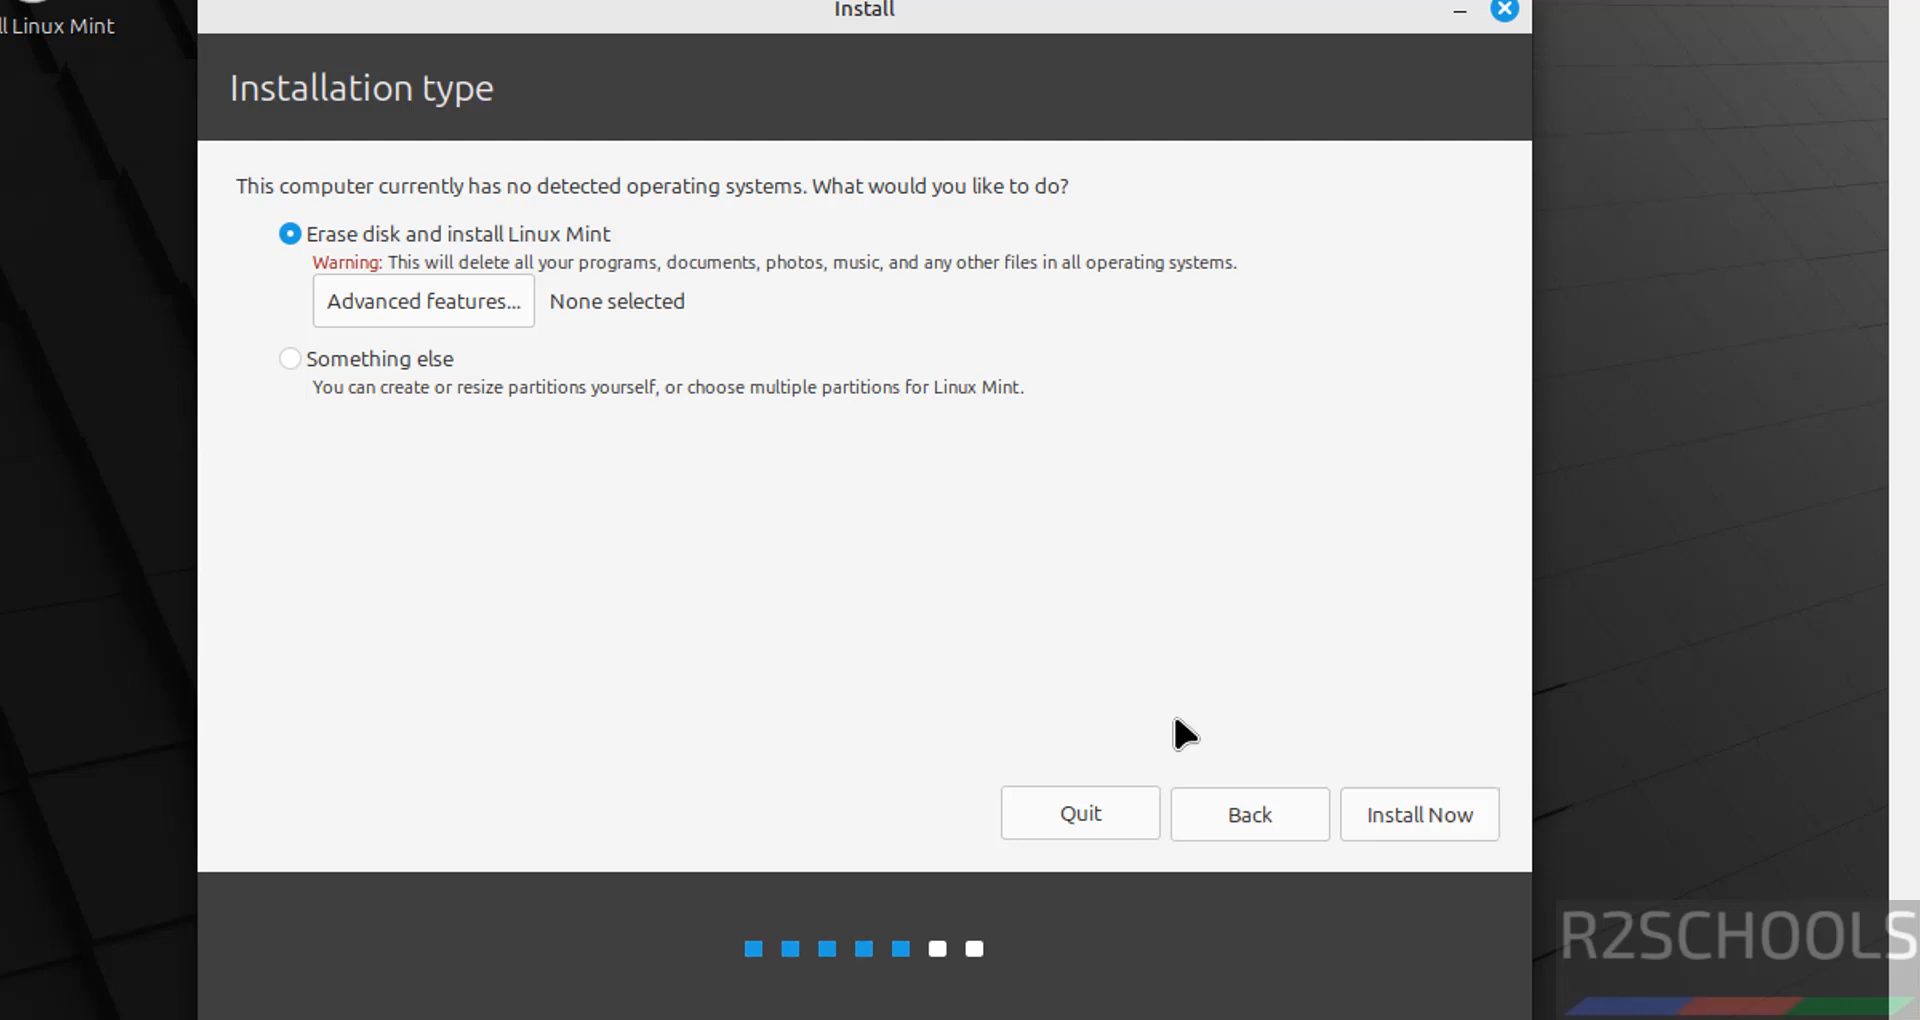 Install
ll Linux Mint
Installation type
This computer currently has no detected operating systems. What would you like to do?
Erase disk and install Linux Mint
Warning: This will delete all your programs, documents, photos, music, and any other files in all operating systems.
Advanced features... None selected
Something else
You can create or resize partitions yourself, or choose multiple partitions for Linux Mint.
Quit Back Install Now
R2SCHOOLS